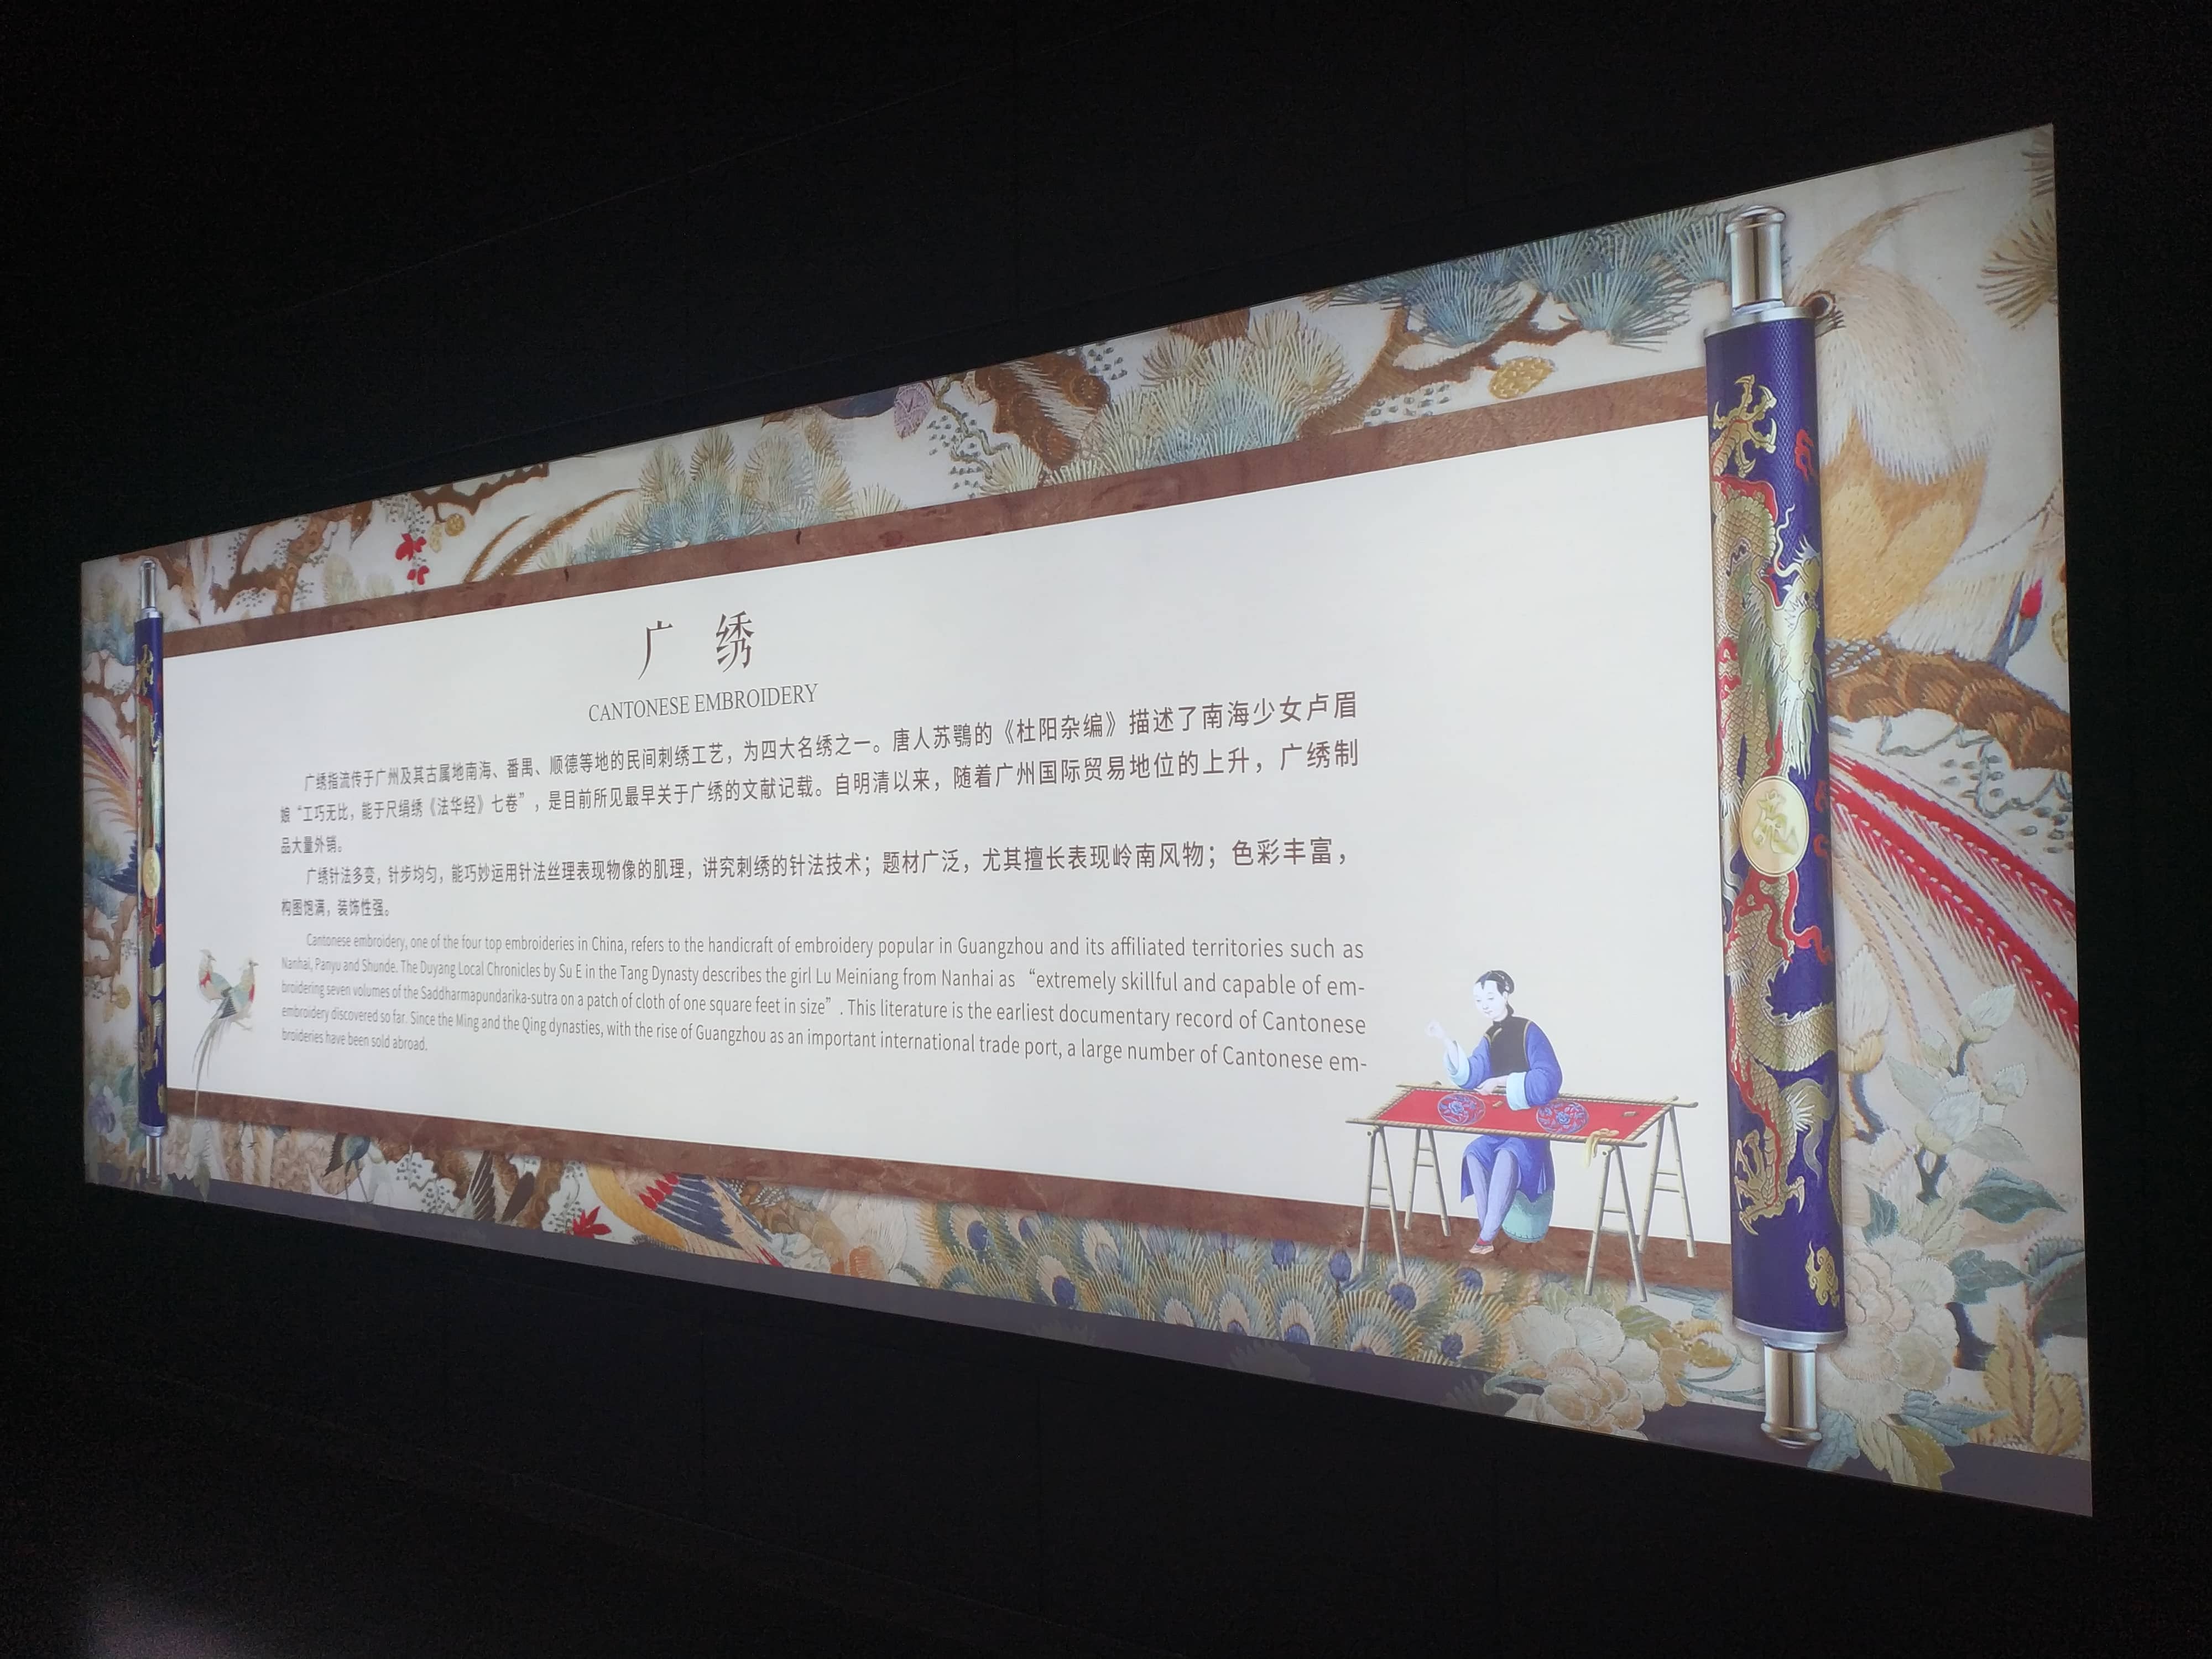 广 绣
CANTONESE EMBROIDERY
广绣指流传于广州及其古属地南海、番禺、顺德等地的民间刺绣工艺，为四大名绣之一。唐人苏鹗的《杜阳杂编》描述了南海少女卢眉
娘“工巧无比，能于尺绢绣《法华经》七卷”，是目前所见最早关于广绣的文献记载。自明清以来，随着广州国际贸易地位的上升，广绣制
品大量外销。
广绣针法多变，针步均匀，能巧妙运用针法丝理表现物像的肌理，讲究刺绣的针法技术；题材广泛，尤其擅长表现岭南风物；色彩丰富，
构图饱满，装饰性强。
Cantonese embroidery, one of the four top embroideries in China, refers to the handicraft of embroidery popular in Guangzhou and its affiliated territories such as
Nanhai, Panyu and Shunde. The Duyang Local Chronicles by Su E in the Tang Dynasty describes the girl Lu Meiniang from Nanhai as “extremely skillful and capable of em-
broidering seven volumes of the Saddharmapundarika-sutra on a patch of cloth of one square feet in size”. This literature is the earliest documentary record of Cantonese
embroidery discovered so far. Since the Ming and the Qing dynasties, with the rise of Guangzhou as an important international trade port, a large number of Cantonese em-
broideries have been sold abroad.